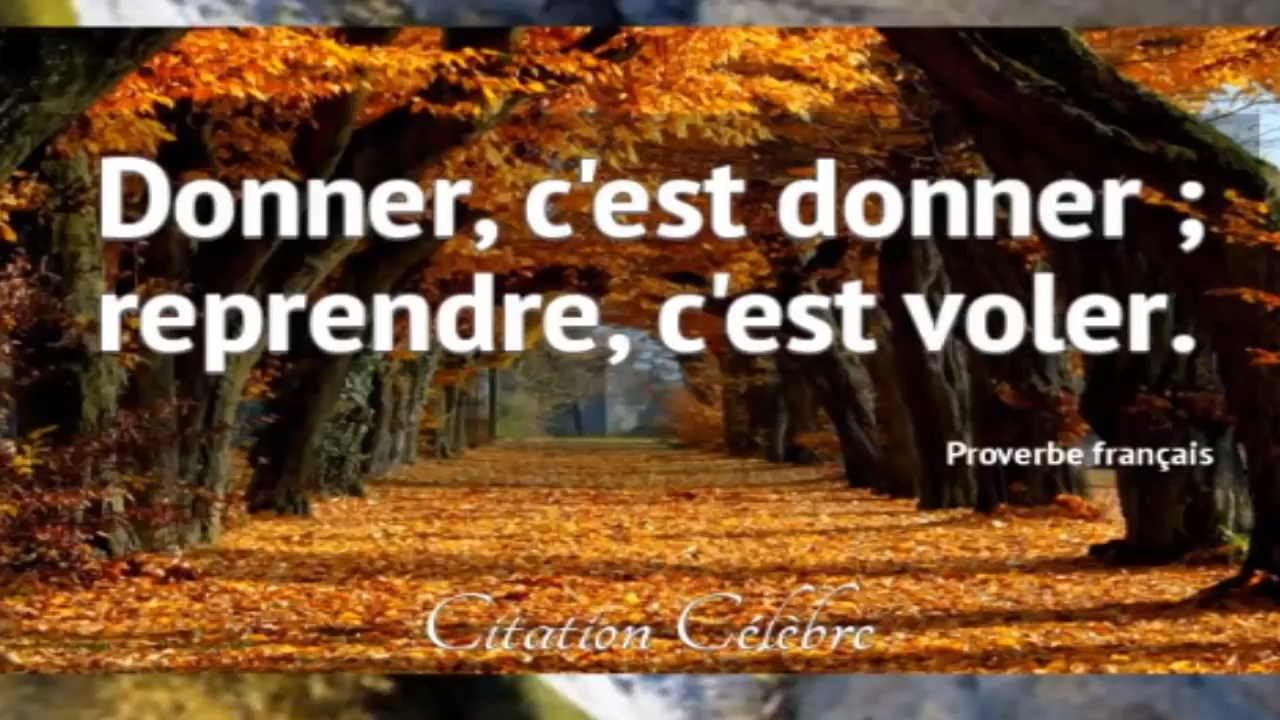 Donner, c'est donner ;
reprendre, c'est voler.
Proverbe français
Citation Célèbre